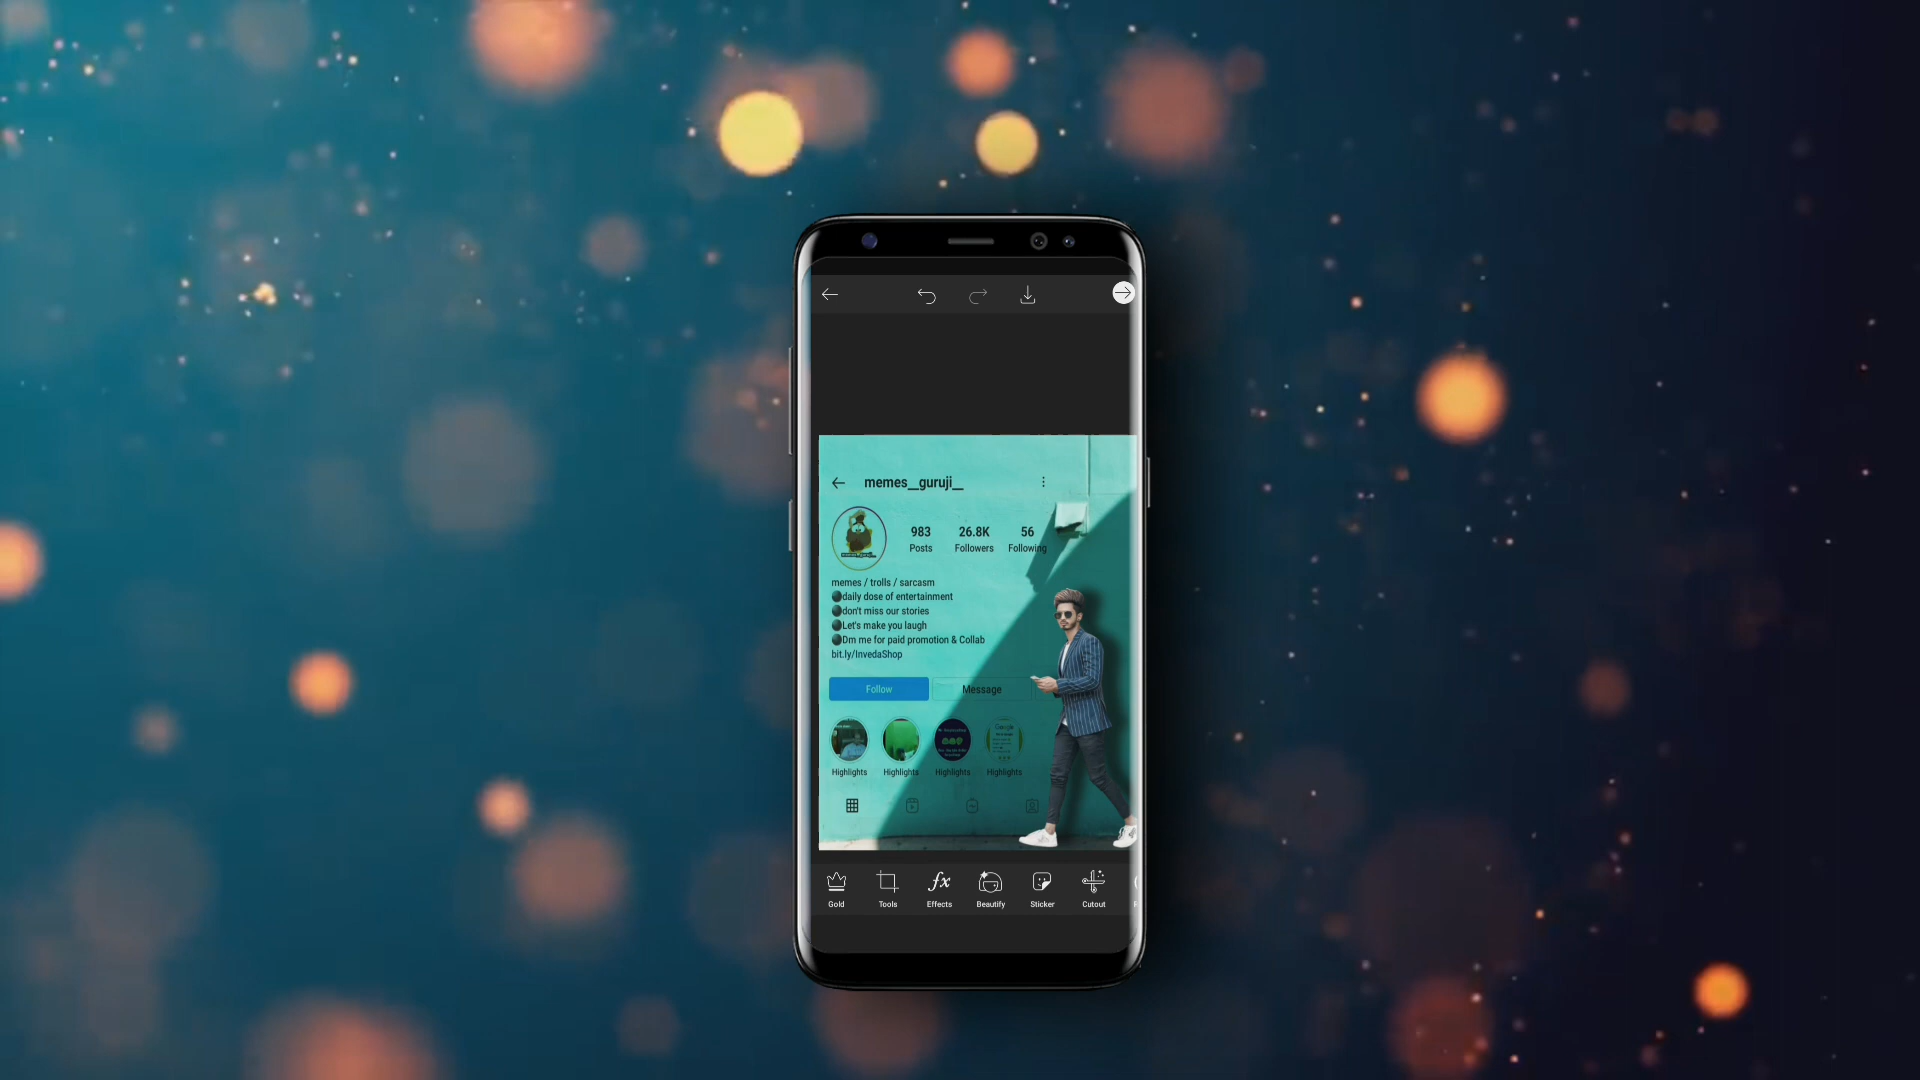 memes__guruji__
983 26.8K 56
Posts Followers Following
memes / trolls / sarcasm
daily dose of entertainment
don't miss our stories
Let's make you laugh
Dm me for paid promotion & Collab
bit.ly/InvedaShop
Follow Message
Highlights Highlights Highlights Highlights
Gold Tools Effects Beautify Sticker Cutout